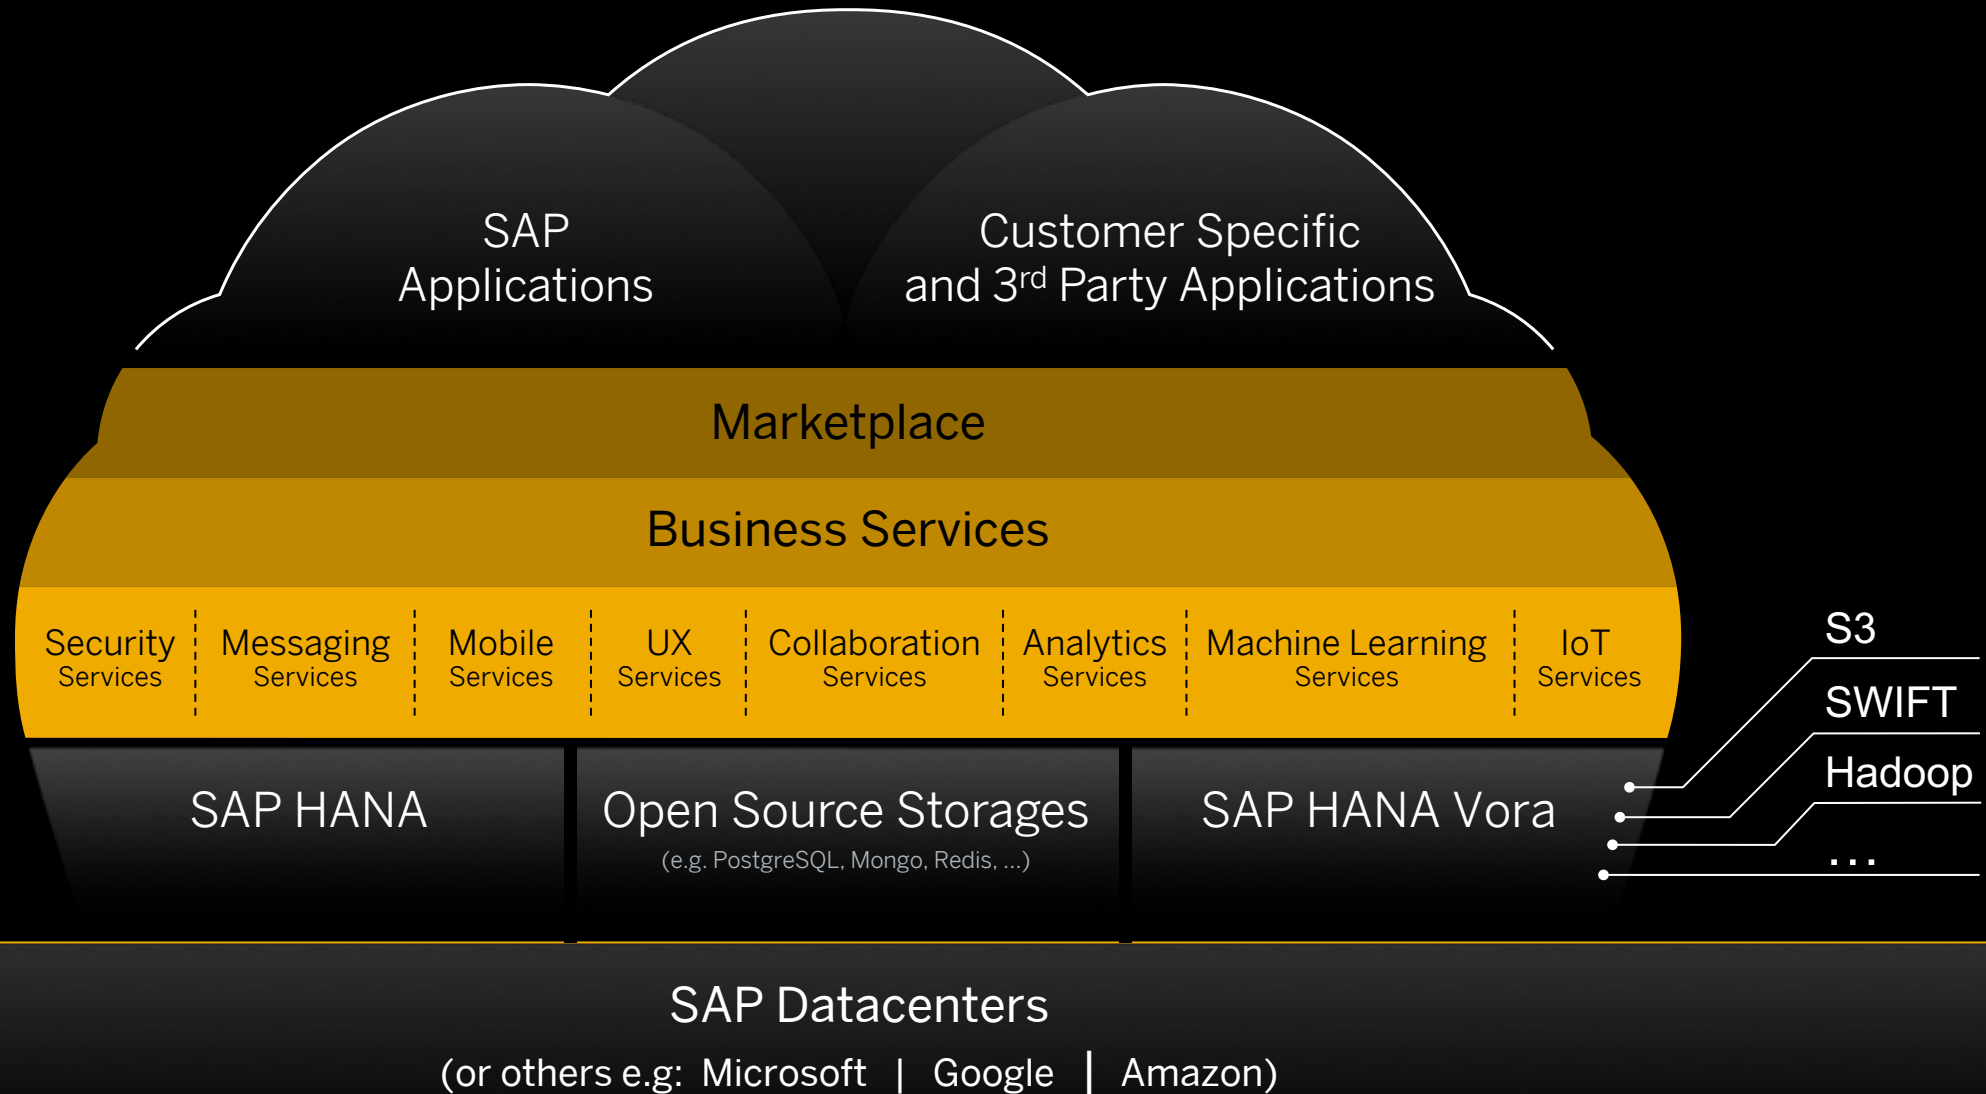 SAP
Applications
Customer Specific
and 3rd Party Applications
Marketplace
Business Services
Security
Services
Messaging
Services
Mobile
Services
UX
Services
Collaboration
Services
Analytics
Services
Machine Learning
Services
IoT
Services
S3
SWIFT
Hadoop
...
SAP HANA
Open Source Storages
(e.g. PostgreSQL, Mongo, Redis, ...)
SAP HANA Vora
SAP Datacenters
(or others e.g: Microsoft | Google | Amazon)